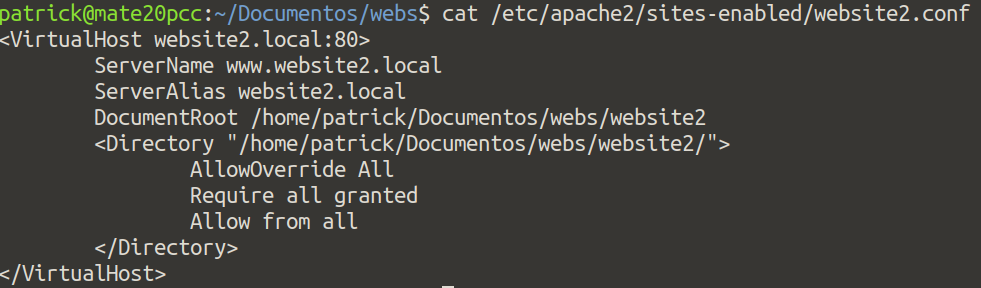 patrick@mate20pcc:~/Documentos/webs$ cat /etc/apache2/sites-enabled/website2.conf
<VirtualHost website2.local:80>
        ServerName www.website2.local
        ServerAlias website2.local
        DocumentRoot /home/patrick/Documentos/webs/website2
        <Directory "/home/patrick/Documentos/webs/website2/">
                AllowOverride All
                Require all granted
                Allow from all
        </Directory>
</VirtualHost>